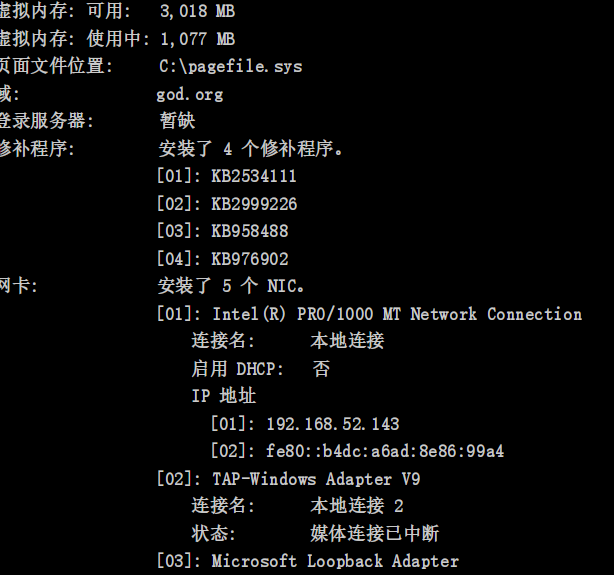 虚拟内存: 可用: 3,018 MB
虚拟内存: 使用中: 1,077 MB
页面文件位置: C:\pagefile.sys
域: god.org
登录服务器: 暂缺
修补程序: 安装了 4 个修补程序。
[01]: KB2534111
[02]: KB2999226
[03]: KB958488
[04]: KB976902
网卡: 安装了 5 个 NIC。
[01]: Intel(R) PRO/1000 MT Network Connection
连接名: 本地连接
启用 DHCP: 否
IP 地址
[01]: 192.168.52.143
[02]: fe80::b4dc:a6ad:8e86:99a4
[02]: TAP-Windows Adapter V9
连接名: 本地连接 2
状态: 媒体连接已中断
[03]: Microsoft Loopback Adapter